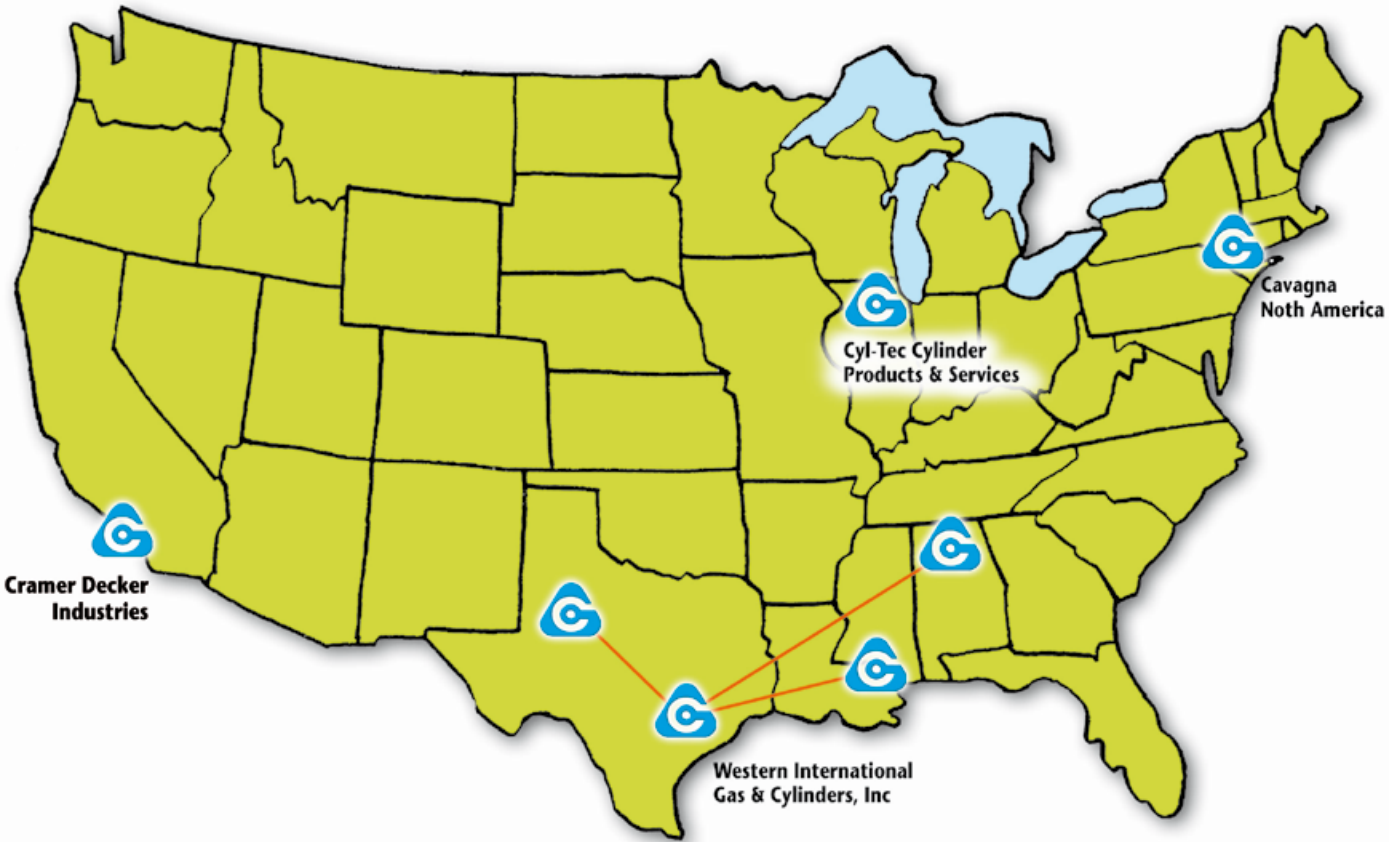 Cavagna
Noth America
Cyl-Tec Cylinder
Products & Services
Cramer Decker
Industries
Western International
Gas & Cylinders, Inc